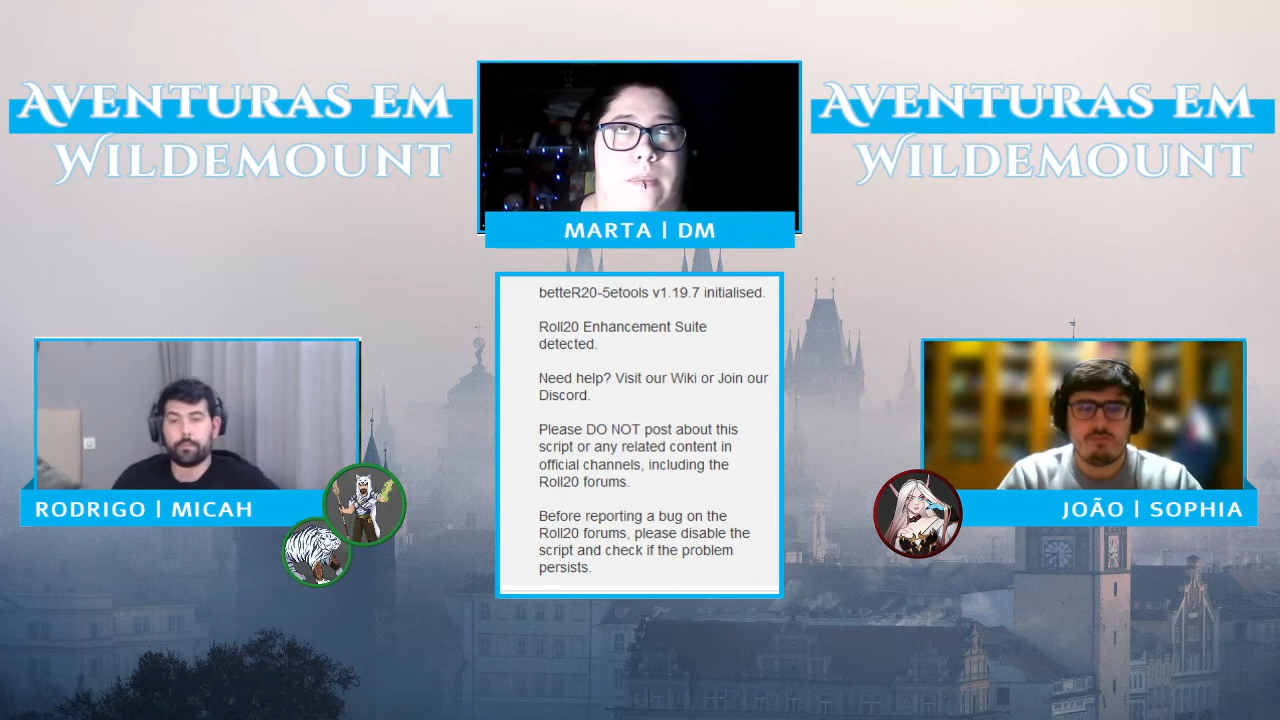 AVENTURAS EM
WILDEMOUNT
AVENTURAS EM
WILDEMOUNT
MARTA | DM
betteR20-5etools v1.19.7 initialised.
Roll20 Enhancement Suite
detected.
Need help? Visit our Wiki or Join our
Discord.
Please DO NOT post about this
script or any related content in
official channels, including the
Roll20 forums.
Before reporting a bug on the
Roll20 forums, please disable the
script and check if the problem
persists.
RODRIGO | MICAH
JOÃO | SOPHIA